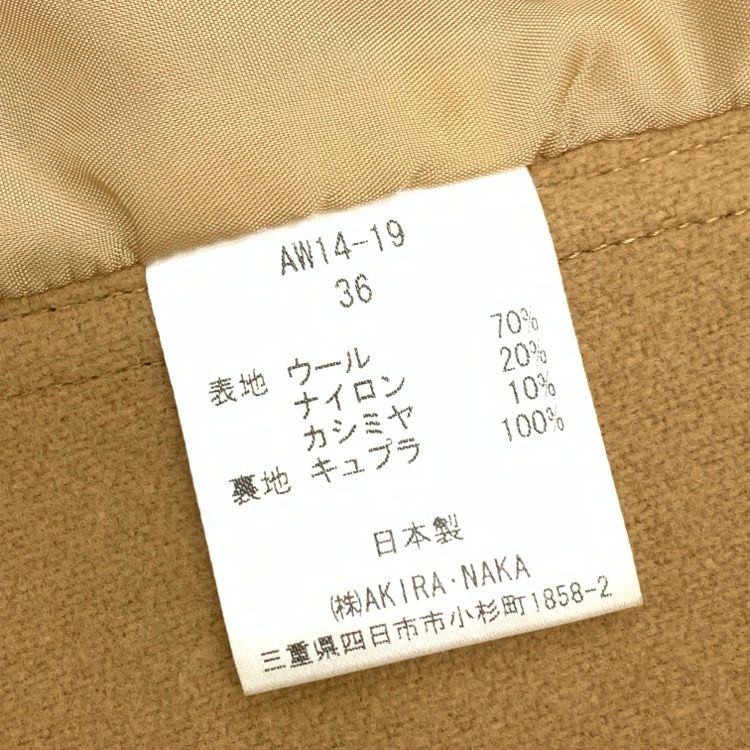 AW14-19
36
表地 ウール 70%
ナイロン 20%
カシミヤ 10%
裏地 キュプラ 100%
日本製
(株)AKIRA・NAKA
三重県四日市市小杉町1858-2